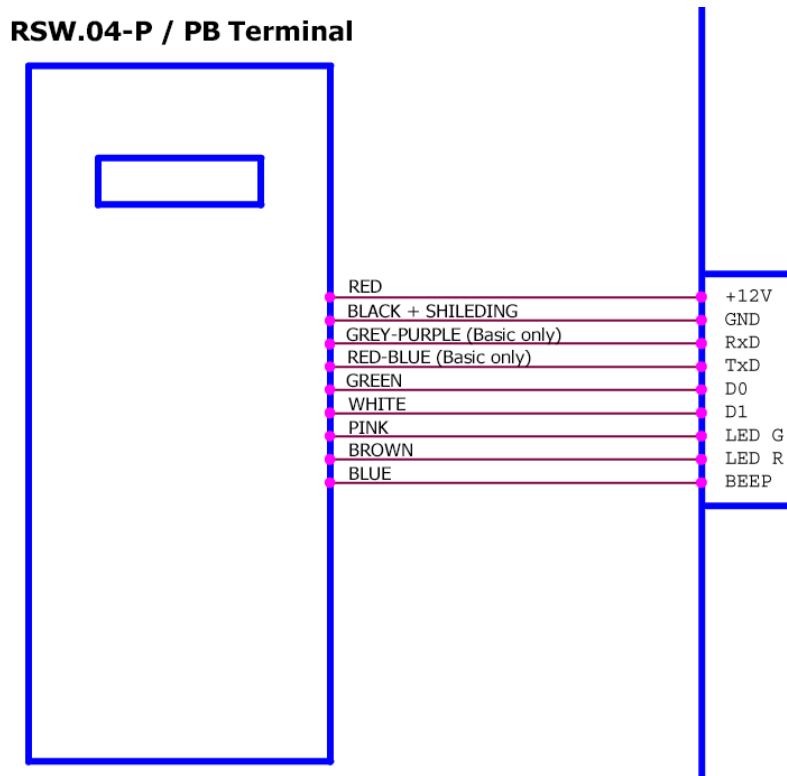 RSW.04-P / PB Terminal
RED +12V
BLACK + SHILEDING GND
GREY-PURPLE (Basic only) RxD
RED-BLUE (Basic only) TxD
GREEN D0
WHITE D1
PINK LED G
BROWN LED R
BLUE BEEP